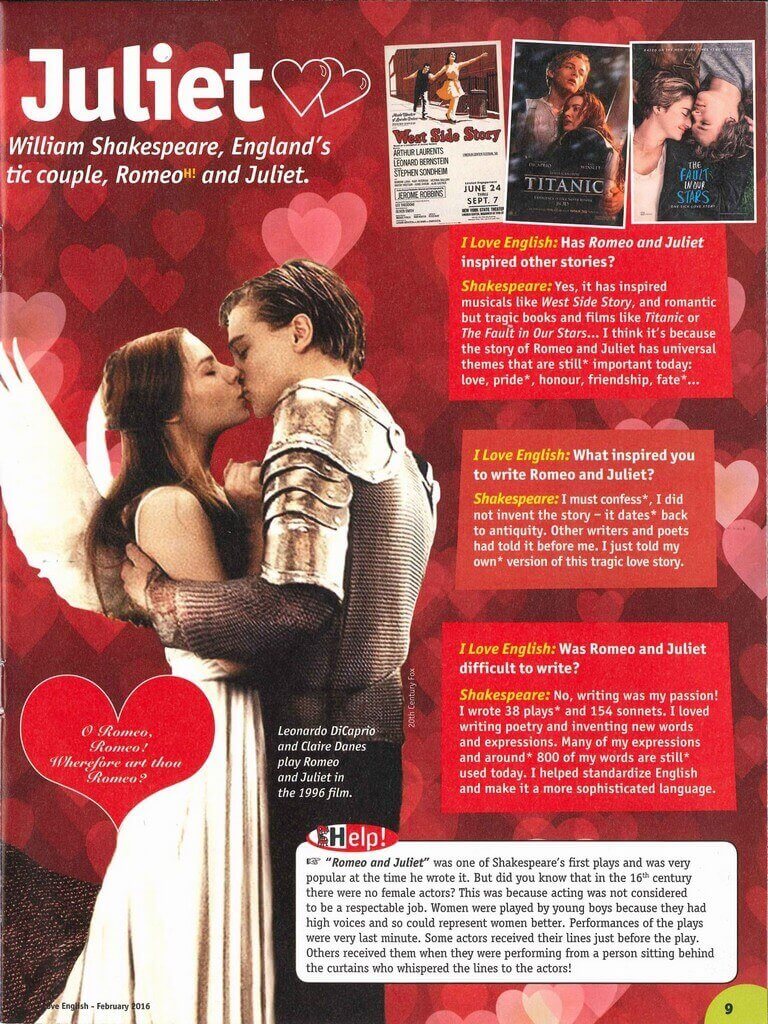 Juliet
William Shakespeare, England's
tic couple, RomeoH! and Juliet.
West Side Story
ARTHUR LAURENTS
LEONARD BERNSTEIN
STEPHEN SONDHEIM
JEROME ROBBINS
JUNE 24
THRU
SEPT. 7
NEW YORK STATE THEATER
DICAPRIO WINSLET
TITANIC
THE
FAULT
IN OUR
STARS
ONE SICK LOVE STORY
I Love English: Has Romeo and Juliet
inspired other stories?
Shakespeare: Yes, it has inspired
musicals like West Side Story, and romantic
but tragic books and films like Titanic or
The Fault in Our Stars... I think it's because
the story of Romeo and Juliet has universal
themes that are still* important today:
love, pride*, honour, friendship, fate*...
I Love English: What inspired you
to write Romeo and Juliet?
Shakespeare: I must confess*, I did
not invent the story – it dates* back
to antiquity. Other writers and poets
had told it before me. I just told my
own* version of this tragic love story.
I Love English: Was Romeo and Juliet
difficult to write?
Shakespeare: No, writing was my passion!
I wrote 38 plays* and 154 sonnets. I loved
writing poetry and inventing new words
and expressions. Many of my expressions
and around* 800 of my words are still*
used today. I helped standardize English
and make it a more sophisticated language.
20th Century Fox
O Romeo,
Romeo!
Wherefore art thou
Romeo?
Leonardo DiCaprio
and Claire Danes
play Romeo
and Juliet in
the 1996 film.
Help!
☞ "Romeo and Juliet" was one of Shakespeare's first plays and was very
popular at the time he wrote it. But did you know that in the 16th century
there were no female actors? This was because acting was not considered
to be a respectable job. Women were played by young boys because they had
high voices and so could represent women better. Performances of the plays
were very last minute. Some actors received their lines just before the play.
Others received them when they were performing from a person sitting behind
the curtains who whispered the lines to the actors!
ove English - February 2016
9